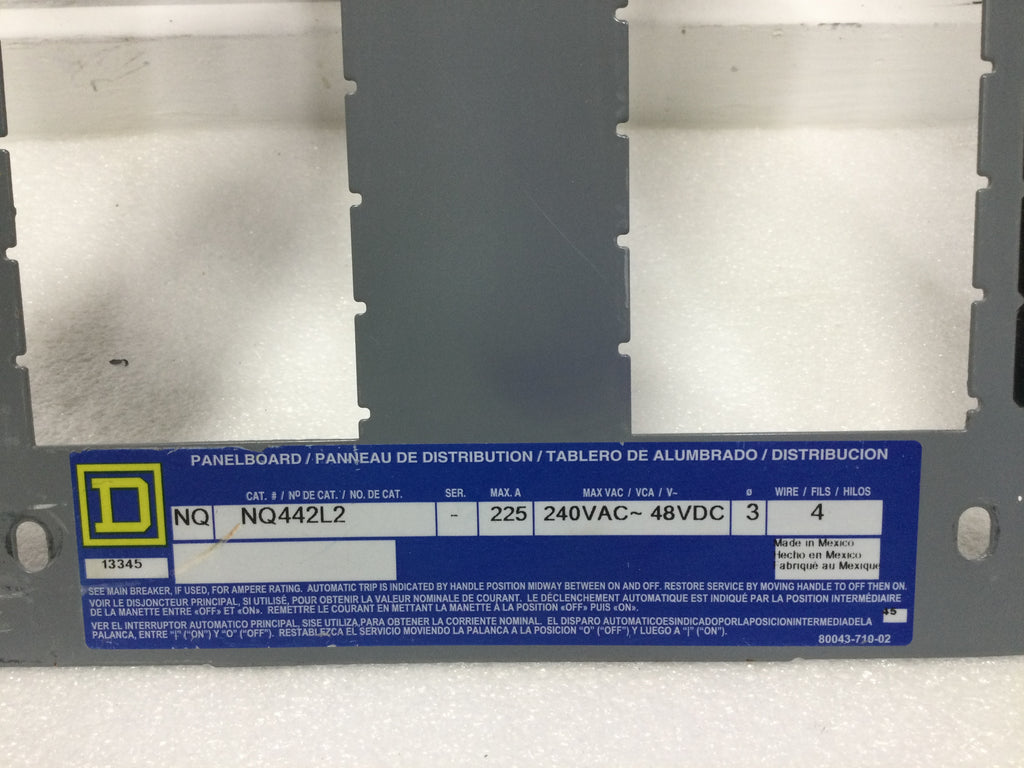 PANELBOARD / PANNEAU DE DISTRIBUTION / TABLERO DE ALUMBRADO / DISTRIBUCION
CAT. # / Nº DE CAT. / NO. DE CAT. SER. MAX. A MAX VAC / VCA / V~ ø WIRE / FILS / HILOS
D
NQ NQ442L2 - 225 240VAC~ 48VDC 3 4
13345
Made in Mexico
Hecho en Mexico
abriqué au Mexique
SEE MAIN BREAKER, IF USED, FOR AMPERE RATING. AUTOMATIC TRIP IS INDICATED BY HANDLE POSITION MIDWAY BETWEEN ON AND OFF. RESTORE SERVICE BY MOVING HANDLE TO OFF THEN ON.
VOIR LE DISJONCTEUR PRINCIPAL, SI UTILISÉ, POUR OBTENIR LA VALEUR NOMINALE DE COURANT. LE DÉCLENCHEMENT AUTOMATIQUE EST INDIQUÉ PAR LA POSITION INTERMÉDIAIRE
DE LA MANETTE ENTRE «OFF» ET «ON». REMETTRE LE COURANT EN METTANT LA MANETTE À LA POSITION «OFF» PUIS «ON».
45
VER EL INTERRUPTOR AUTOMATICO PRINCIPAL, SISE UTILIZA,PARA OBTENER LA CORRIENTE NOMINAL. EL DISPARO AUTOMATICOESINDICADOPORLAPOSICIONINTERMEDIADELA
PALANCA, ENTRE "|" ("ON") Y "O" ("OFF"). RESTABLEZCA EL SERVICIO MOVIENDO LA PALANCA A LA POSICION "O" ("OFF") Y LUEGO A "|" ("ON").
80043-710-02